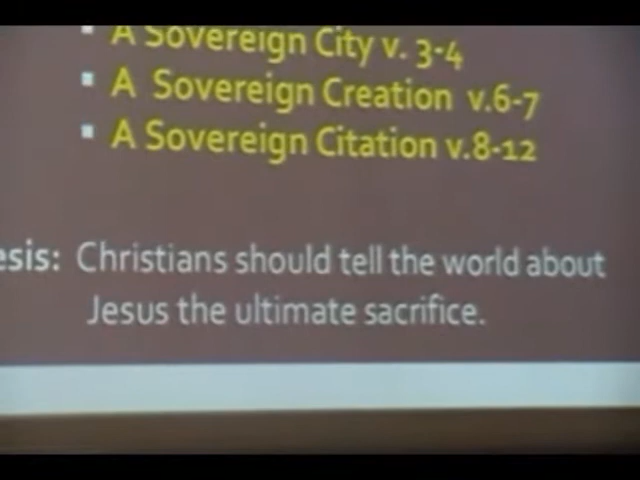 ▪ A Sovereign City v. 3-4
▪ A Sovereign Creation v.6-7
▪ A Sovereign Citation v.8-12
esis: Christians should tell the world about
Jesus the ultimate sacrifice.